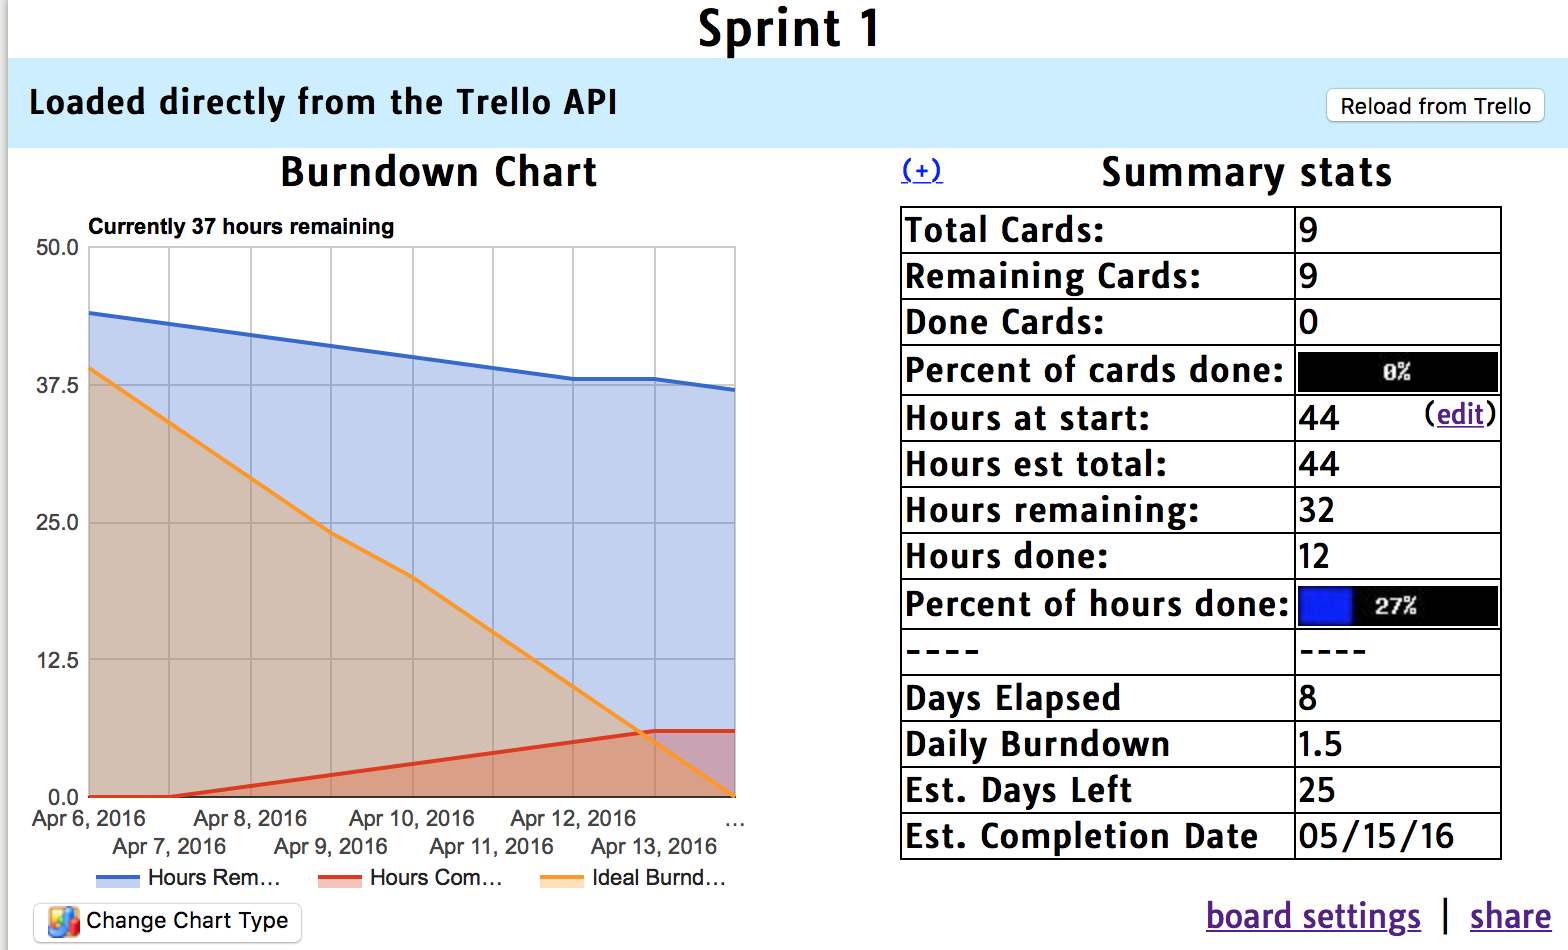 Sprint 1
Loaded directly from the Trello API
Reload from Trello
Burndown Chart
Currently 37 hours remaining
50.0
37.5
25.0
12.5
0.0
Apr 6, 2016 Apr 8, 2016 Apr 10, 2016 Apr 12, 2016 ...
Apr 7, 2016 Apr 9, 2016 Apr 11, 2016 Apr 13, 2016
Hours Rem... Hours Com... Ideal Burnd...
Change Chart Type
(+) Summary stats
Total Cards: 9
Remaining Cards: 9
Done Cards: 0
Percent of cards done: 0%
Hours at start: 44 (edit)
Hours est total: 44
Hours remaining: 32
Hours done: 12
Percent of hours done: 27%
---- ----
Days Elapsed 8
Daily Burndown 1.5
Est. Days Left 25
Est. Completion Date 05/15/16
board settings | share